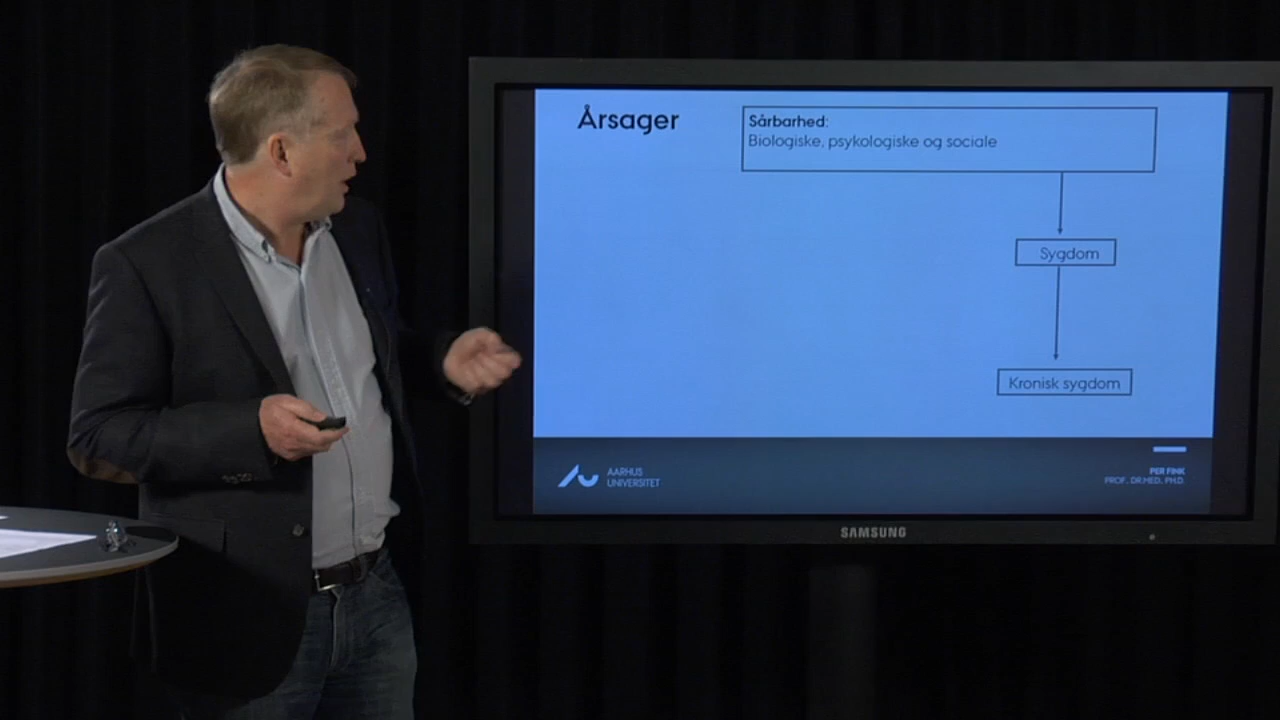 Årsager
Sårbarhed:
Biologiske, psykologiske og sociale
Sygdom
Kronisk sygdom
AARHUS
UNIVERSITET
PER FINK
PROF. DR.MED. PH.D.
SAMSUNG